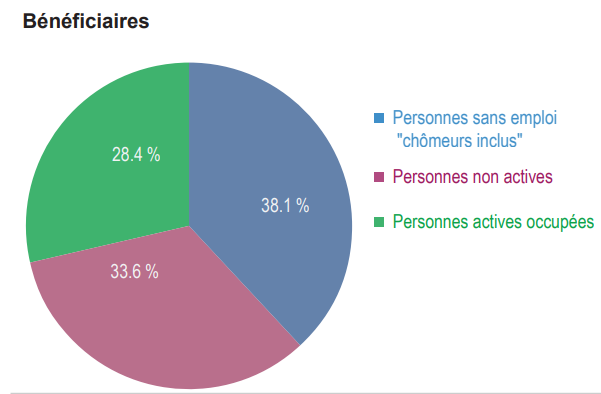 Bénéficiaires
Personnes sans emploi
"chômeurs inclus"
28.4 %
Personnes non actives
38.1 %
Personnes actives occupées
33.6 %